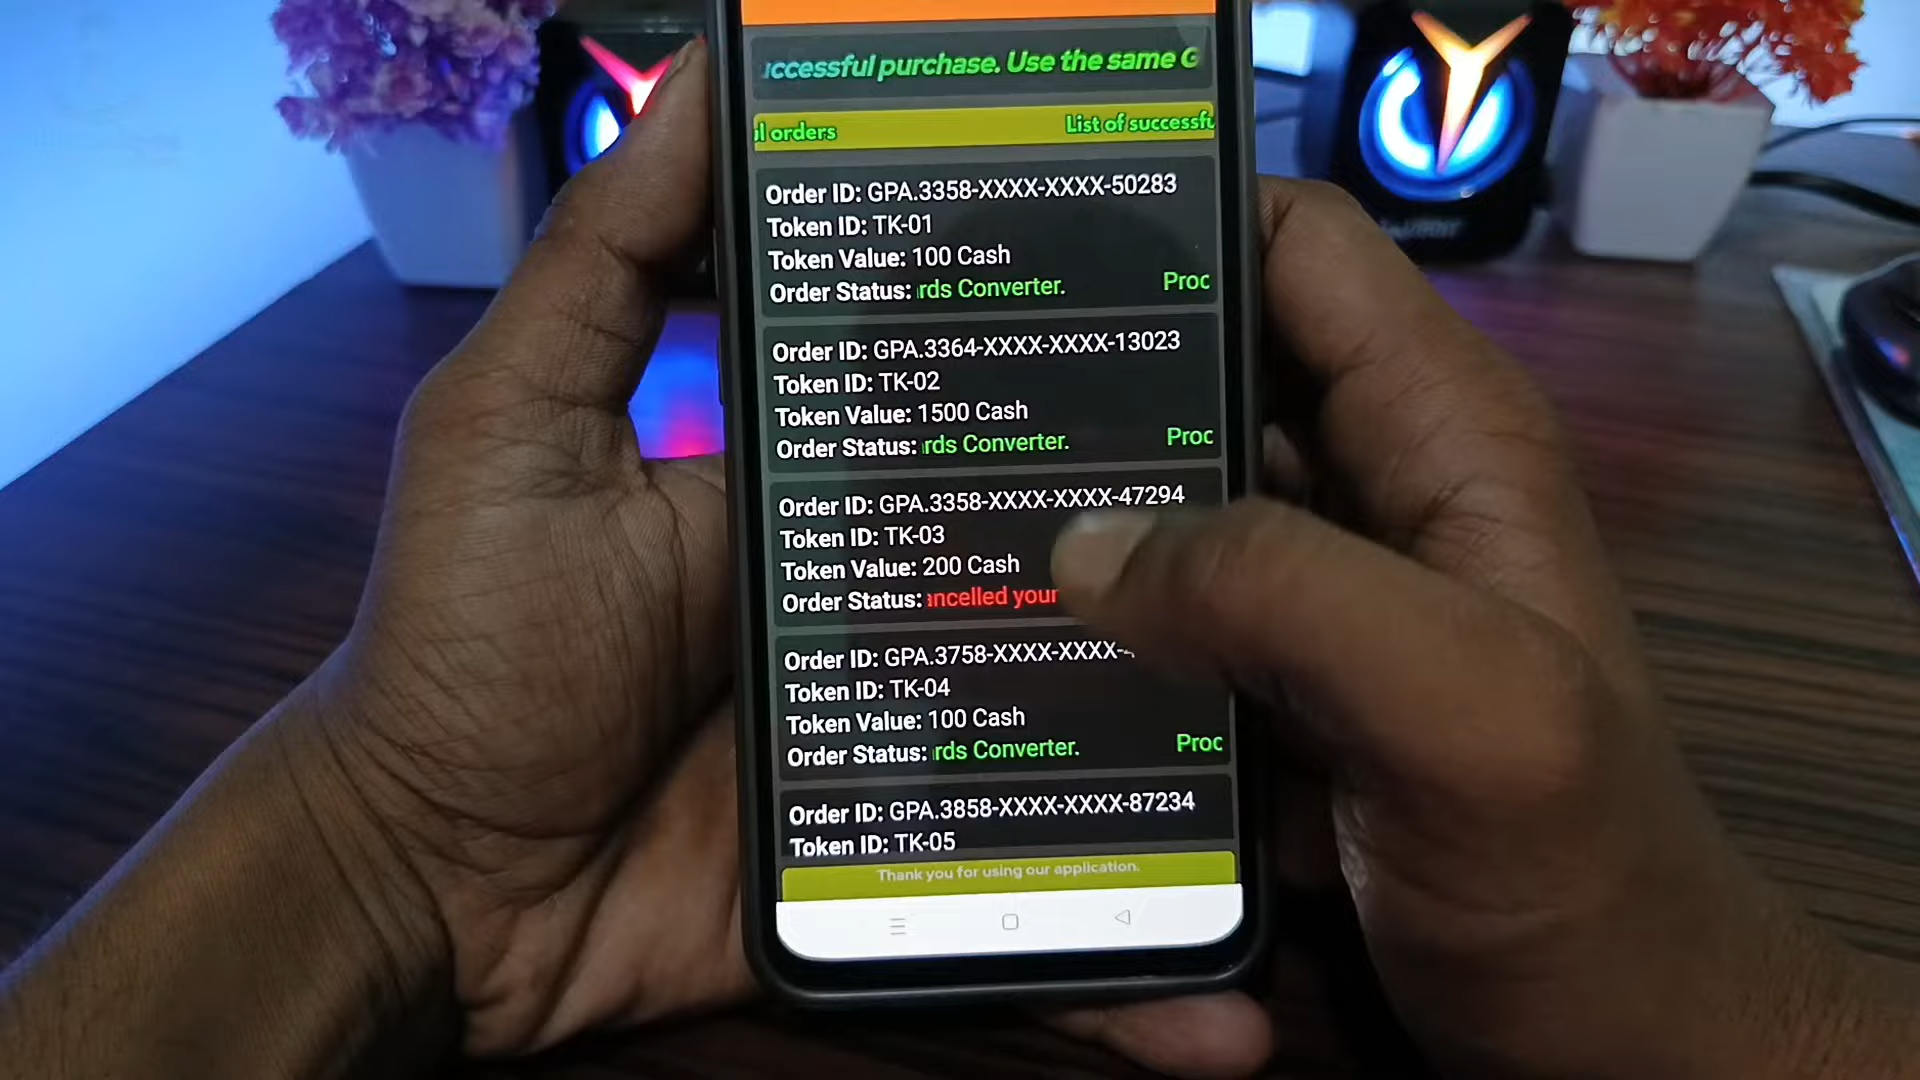 successful purchase. Use the same G
ul orders List of successfu
Order ID: GPA.3358-XXXX-XXXX-50283
Token ID: TK-01
Token Value: 100 Cash
Order Status: rds Converter. Proc
Order ID: GPA.3364-XXXX-XXXX-13023
Token ID: TK-02
Token Value: 1500 Cash
Order Status: rds Converter. Proc
Order ID: GPA.3358-XXXX-XXXX-47294
Token ID: TK-03
Token Value: 200 Cash
Order Status: ancelled your
Order ID: GPA.3758-XXXX-XXXX-
Token ID: TK-04
Token Value: 100 Cash
Order Status: rds Converter. Proc
Order ID: GPA.3858-XXXX-XXXX-87234
Token ID: TK-05
Thank you for using our application.